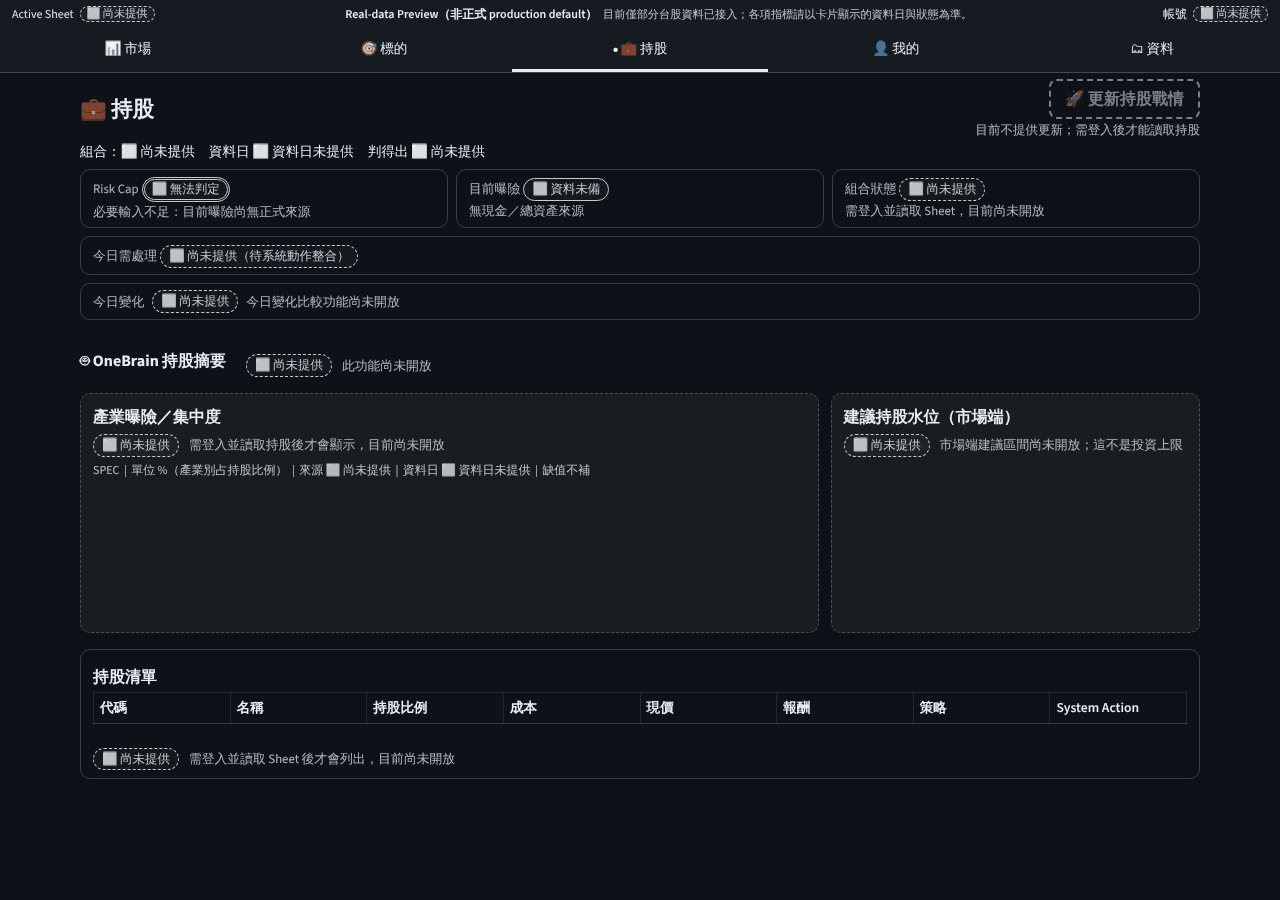 Active Sheet ⬜ 尚未提供 Real-data Preview（非正式 production default） 目前僅部分台股資料已接入；各項指標請以卡片顯示的資料日與狀態為準。 帳號 ⬜ 尚未提供
📊 市場 🎯 標的 • 💼 持股 👤 我的 🗂 資料
💼 持股
🚀 更新持股戰情
目前不提供更新；需登入後才能讀取持股
組合：⬜ 尚未提供 資料日 ⬜ 資料日未提供 判得出 ⬜ 尚未提供
Risk Cap ⬜ 無法判定
必要輸入不足：目前曝險尚無正式來源
目前曝險 ⬜ 資料未備
無現金／總資產來源
組合狀態 ⬜ 尚未提供
需登入並讀取 Sheet，目前尚未開放
今日需處理 ⬜ 尚未提供（待系統動作整合）
今日變化 ⬜ 尚未提供 今日變化比較功能尚未開放
OneBrain 持股摘要 ⬜ 尚未提供 此功能尚未開放
產業曝險／集中度
⬜ 尚未提供 需登入並讀取持股後才會顯示，目前尚未開放
SPEC｜單位 %（產業別占持股比例）｜來源 ⬜ 尚未提供｜資料日 ⬜ 資料日未提供｜缺值不補
建議持股水位（市場端）
⬜ 尚未提供 市場端建議區間尚未開放；這不是投資上限
持股清單
代碼 名稱 持股比例 成本 現價 報酬 策略 System Action
⬜ 尚未提供 需登入並讀取 Sheet 後才會列出，目前尚未開放